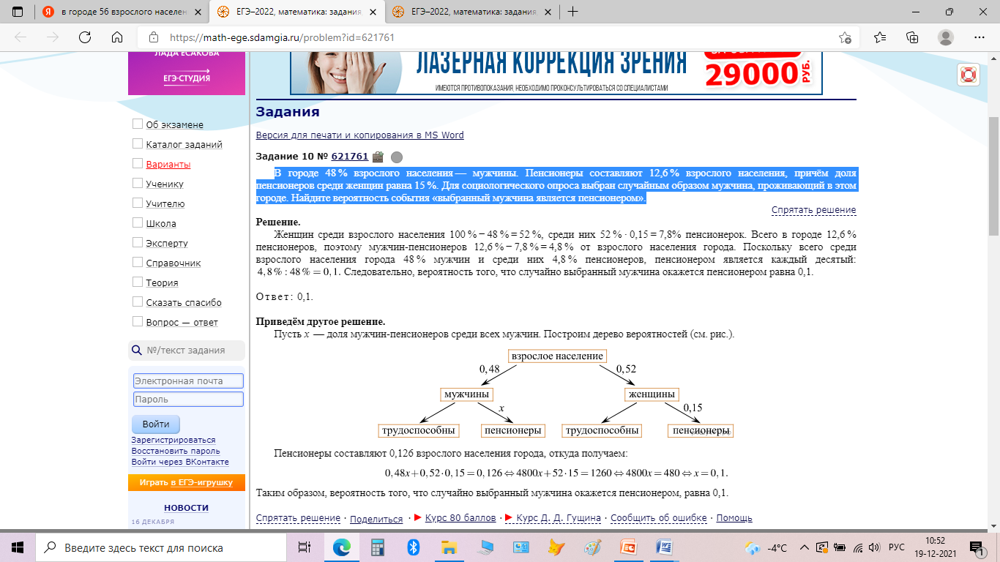 в городе 56 взрослого населен
ЕГЭ–2022, математика: задания
ЕГЭ–2022, математика: задания
https://math-ege.sdamgia.ru/problem?id=621761
ЛАДА ЕСАКОВА
ЕГЭ-СТУДИЯ
ЛАЗЕРНАЯ КОРРЕКЦИЯ ЗРЕНИЯ
29000 РУБ.
ИМЕЮТСЯ ПРОТИВОПОКАЗАНИЯ, НЕОБХОДИМО ПРОКОНСУЛЬТИРОВАТЬСЯ СО СПЕЦИАЛИСТАМИ
Об экзамене
Каталог заданий
Варианты
Ученику
Учителю
Школа
Эксперту
Справочник
Теория
Сказать спасибо
Вопрос — ответ
№/текст задания
Электронная почта
Пароль
Войти
Зарегистрироваться
Восстановить пароль
Войти через ВКонтакте
Играть в ЕГЭ-игрушку
НОВОСТИ
16 ДЕКАБРЯ
Задания
Версия для печати и копирования в MS Word
Задание 10 № 621761
В городе 48 % взрослого населения — мужчины. Пенсионеры составляют 12,6 % взрослого населения, причём доля
пенсионеров среди женщин равна 15 %. Для социологического опроса выбран случайным образом мужчина, проживающий в этом
городе. Найдите вероятность события «выбранный мужчина является пенсионером».
Спрятать решение
Решение.
Женщин среди взрослого населения 100 % − 48 % = 52 %, среди них 52 % · 0,15 = 7,8% пенсионерок. Всего в городе 12,6 %
пенсионеров, поэтому мужчин-пенсионеров 12,6 % − 7,8 % = 4,8 % от взрослого населения города. Поскольку всего среди
взрослого населения города 48 % мужчин и среди них 4,8 % пенсионеров, пенсионером является каждый десятый:
4,8 % : 48 % = 0,1. Следовательно, вероятность того, что случайно выбранный мужчина окажется пенсионером равна 0,1.
Ответ: 0,1.
Приведём другое решение.
Пусть x — доля мужчин-пенсионеров среди всех мужчин. Построим дерево вероятностей (см. рис.).
взрослое население
0,48 0,52
мужчины женщины
x 0,15
трудоспособны пенсионеры трудоспособны пенсионеры
Пенсионеры составляют 0,126 взрослого населения города, откуда получаем:
0,48x + 0,52 · 0,15 = 0,126 ⇔ 4800x + 52 · 15 = 1260 ⇔ 4800x = 480 ⇔ x = 0,1.
Таким образом, вероятность того, что случайно выбранный мужчина окажется пенсионером, равна 0,1.
Спрятать решение · Поделиться · Курс 80 баллов · Курс Д. Д. Гущина · Сообщить об ошибке · Помощь
Введите здесь текст для поиска
-4°C
РУС
10:52
19-12-2021
1